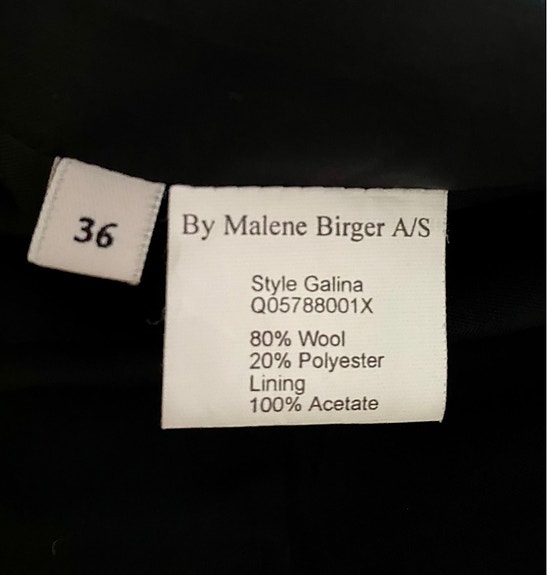 36
By Malene Birger A/S
Style Galina
Q05788001X
80% Wool
20% Polyester
Lining
100% Acetate